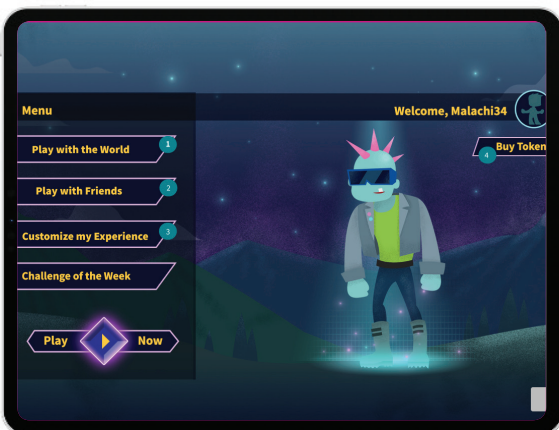 Menu
Welcome, Malachi34
Play with the World
1
Buy Token
4
Play with Friends
2
Customize my Experience
3
Challenge of the Week
Play
Now